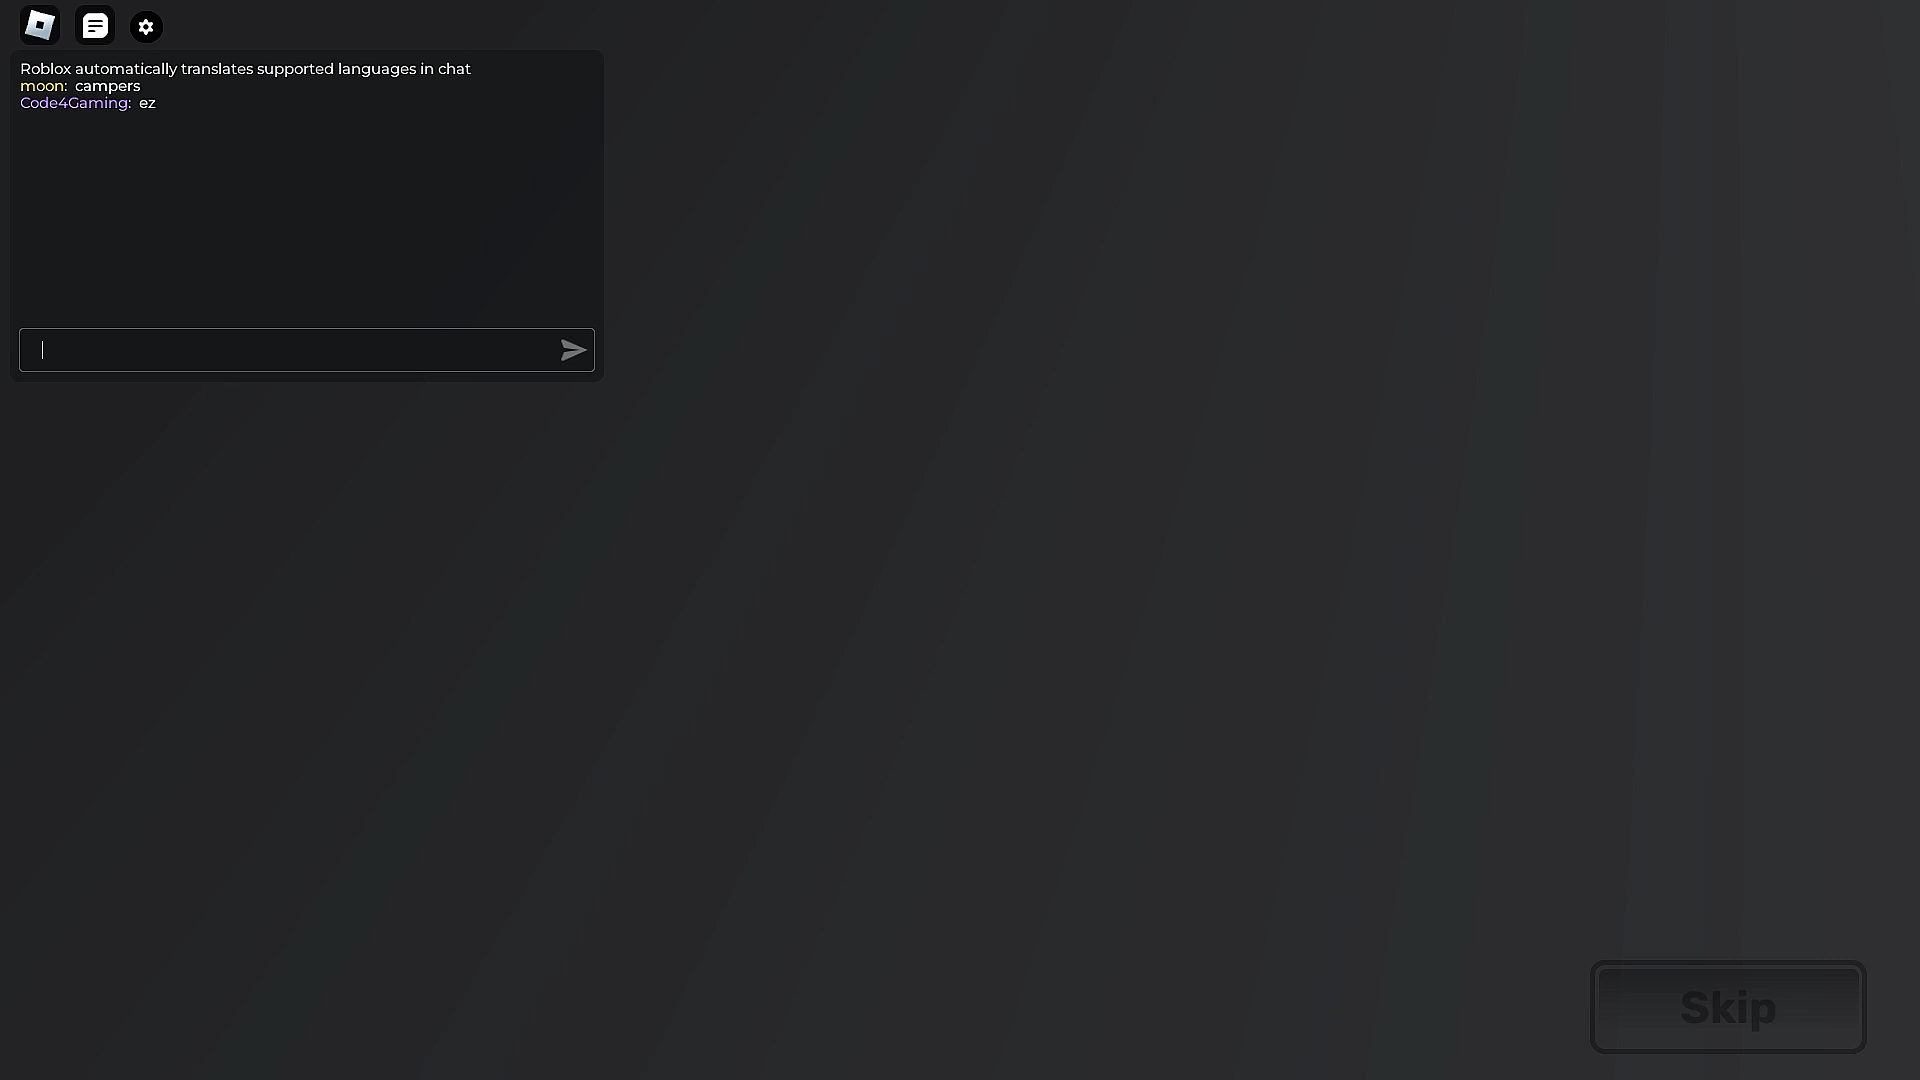 Roblox automatically translates supported languages in chat
moon: campers
Code4Gaming: ez
Skip